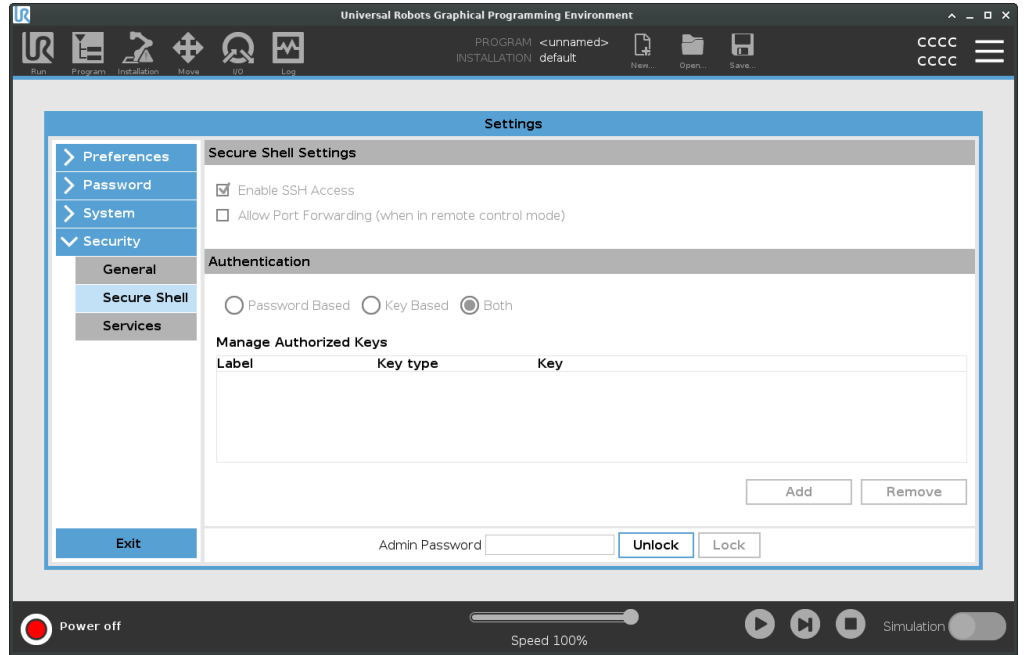 Universal Robots Graphical Programming Environment
UR
PROGRAM <unnamed>
INSTALLATION default
CCCC
CCCC
Run Program Installation Move I/O Log New... Open... Save...
Settings
Preferences
Password
System
Security
General
Secure Shell
Services
Exit
Secure Shell Settings
Enable SSH Access
Allow Port Forwarding (when in remote control mode)
Authentication
Password Based Key Based Both
Manage Authorized Keys
Label Key type Key
Add Remove
Admin Password Unlock Lock
Power off
Speed 100%
Simulation